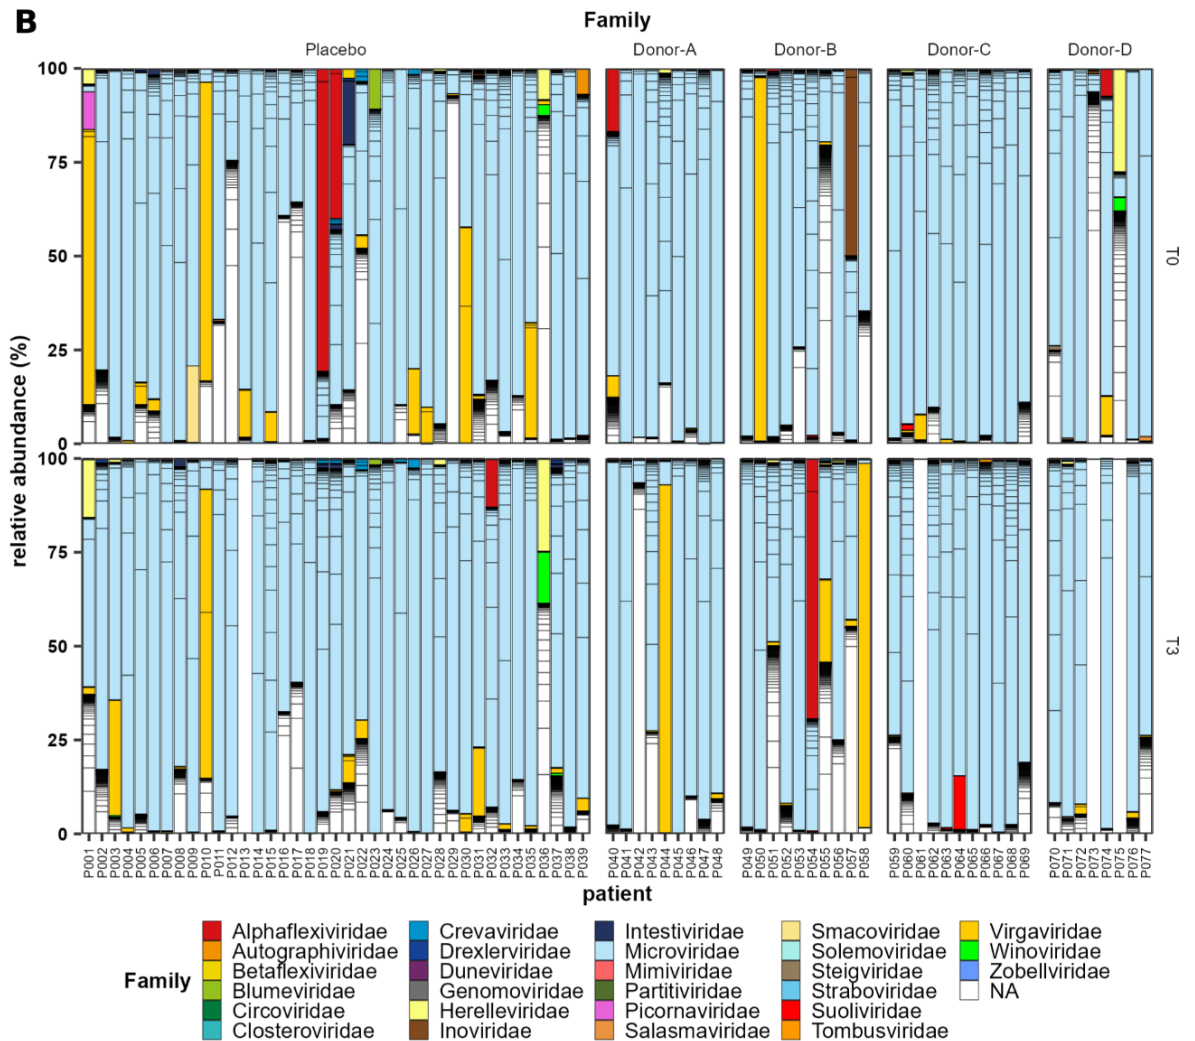 B
Family
Placebo Donor-A Donor-B Donor-C Donor-D
100
75
50
25
0
T0
100
75
50
25
0
T3
relative abundance (%)
P001 P002 P003 P004 P005 P006 P007 P008 P009 P010 P011 P012 P013 P014 P015 P016 P017 P018 P019 P020 P021 P022 P023 P024 P025 P026 P027 P028 P029 P030 P031 P032 P033 P034 P035 P036 P037 P038 P039 P040 P041 P042 P043 P044 P045 P046 P047 P048 P049 P050 P051 P052 P053 P054 P055 P056 P057 P058 P059 P060 P061 P062 P063 P064 P065 P066 P067 P068 P069 P070 P071 P072 P073 P074 P075 P076 P077
patient
Family
Alphaflexiviridae
Autographiviridae
Betaflexiviridae
Blumeviridae
Circoviridae
Closteroviridae
Crevaviridae
Drexlerviridae
Duneviridae
Genomoviridae
Herelleviridae
Inoviridae
Intestiviridae
Microviridae
Mimiviridae
Partitiviridae
Picornaviridae
Salasmaviridae
Smacoviridae
Solemoviridae
Steigviridae
Straboviridae
Suoliviridae
Tombusviridae
Virgaviridae
Winoviridae
Zobellviridae
NA